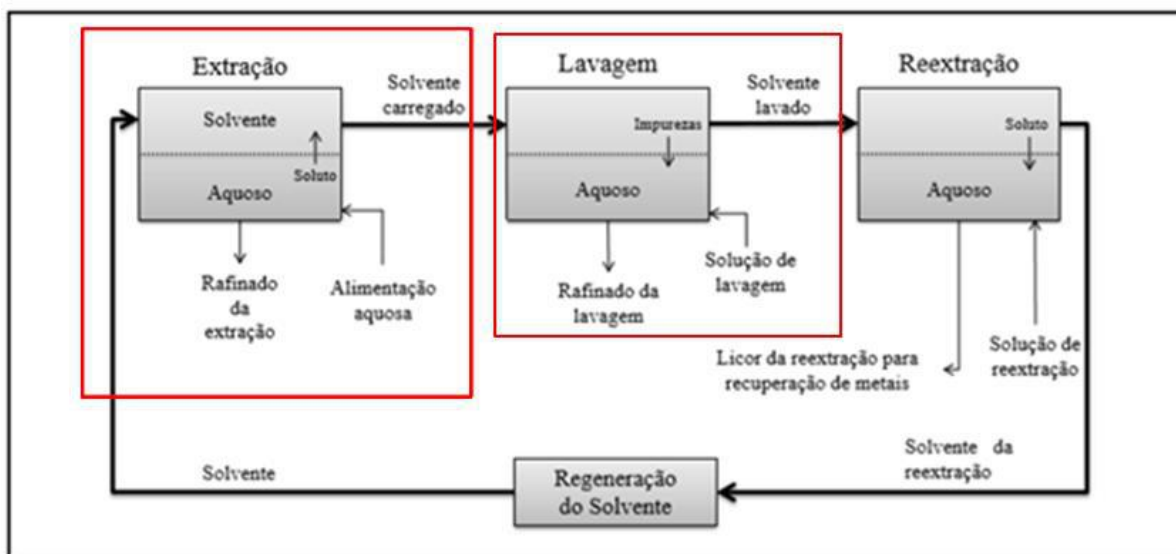 Extração
Solvente
Soluto
Aquoso
Rafinado
da
extração
Alimentação
aquosa
Solvente
carregado
Lavagem
Impurezas
Aquoso
Rafinado da
lavagem
Solução de
lavagem
Solvente
lavado
Reextração
Soluto
Aquoso
Licor da reextração para
recuperação de metais
Solução de
reextração
Solvente da
reextração
Regeneração
do Solvente
Solvente